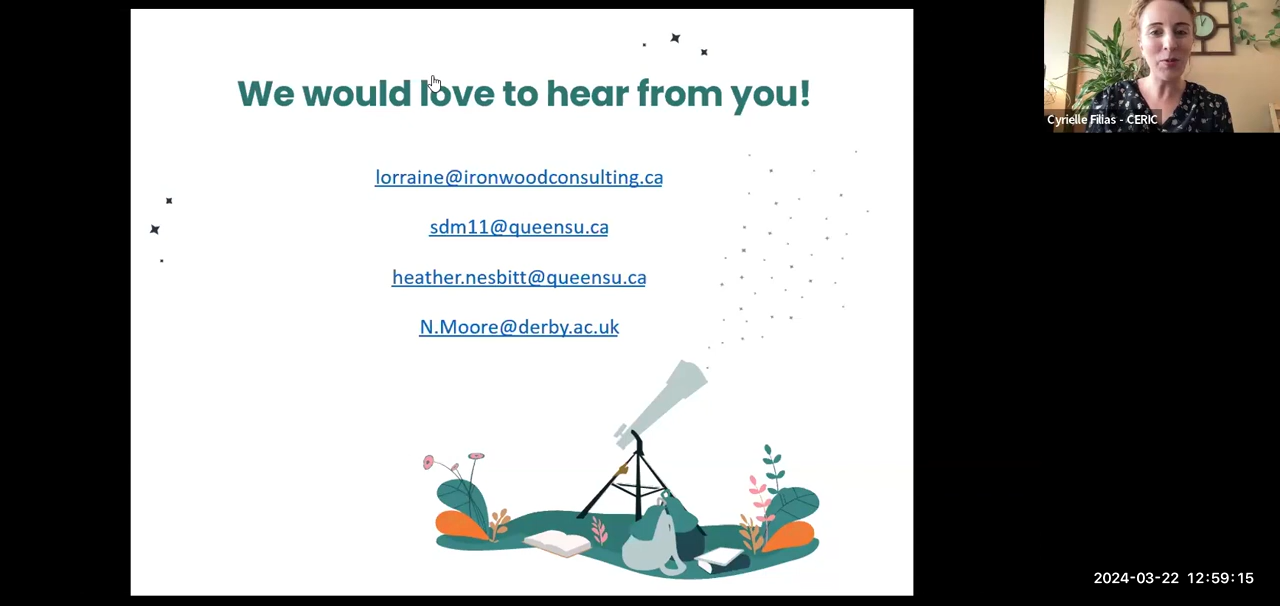 We would love to hear from you!
lorraine@ironwoodconsulting.ca
sdm11@queensu.ca
heather.nesbitt@queensu.ca
N.Moore@derby.ac.uk
Cyrielle Filias - CERIC
2024-03-22 12:59:15